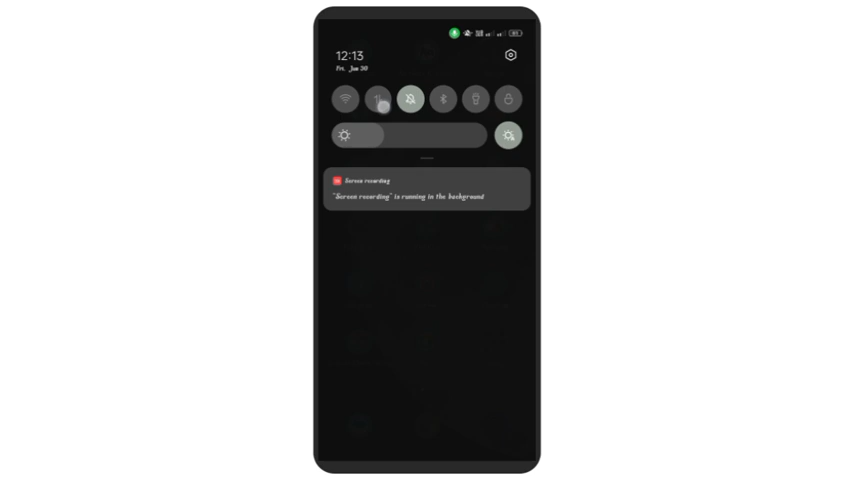 12:13
Fri, Jun 30
Screen recording
"Screen recording" is running in the background